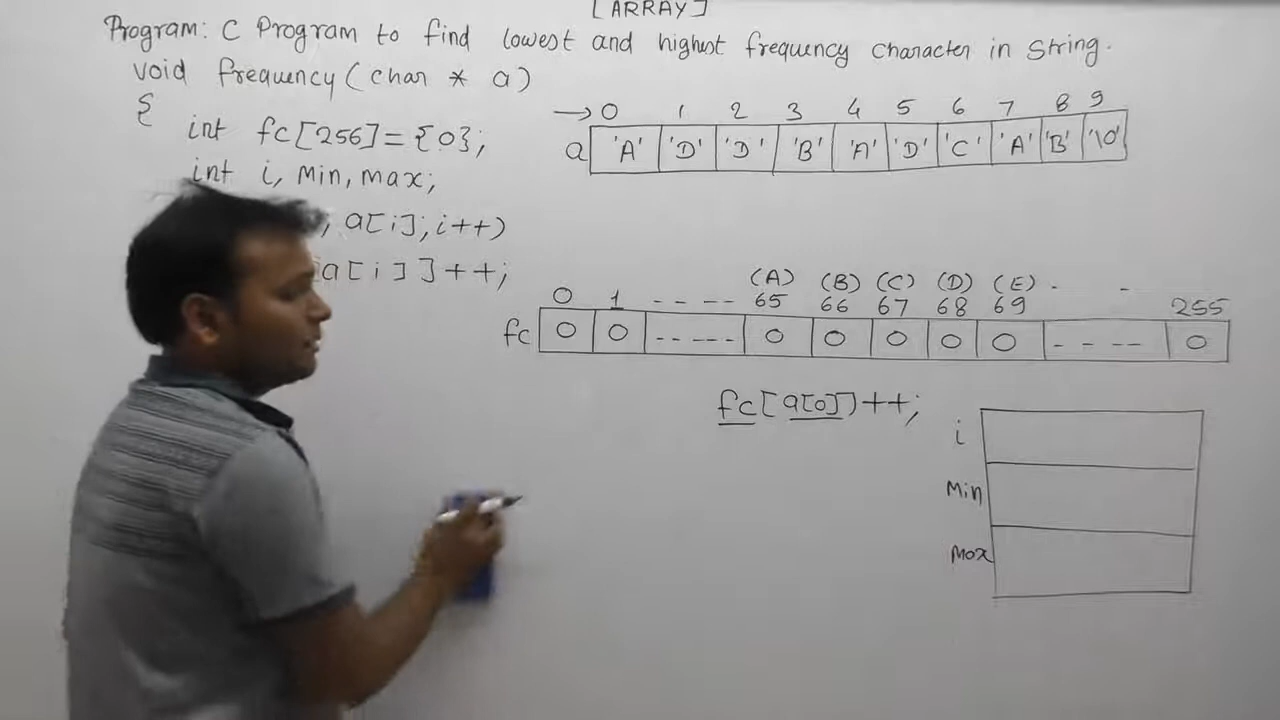 [ARRAY]
Program: C Program to find lowest and highest frequency character in String.
void frequency(char * a)
{
int fc[256]={0};
int i, min, max;
; a[i]; i++)
a[i]]++;
→0 1 2 3 4 5 6 7 8 9
a 'A' 'D' 'D' 'B' 'A' 'D' 'C' 'A' 'B' '\0'
(A) (B) (C) (D) (E) . -
0 1 ---- 65 66 67 68 69 255
fc 0 0 ----- 0 0 0 0 0 ---- 0
fc[a[0]]++;
i
Min
Max